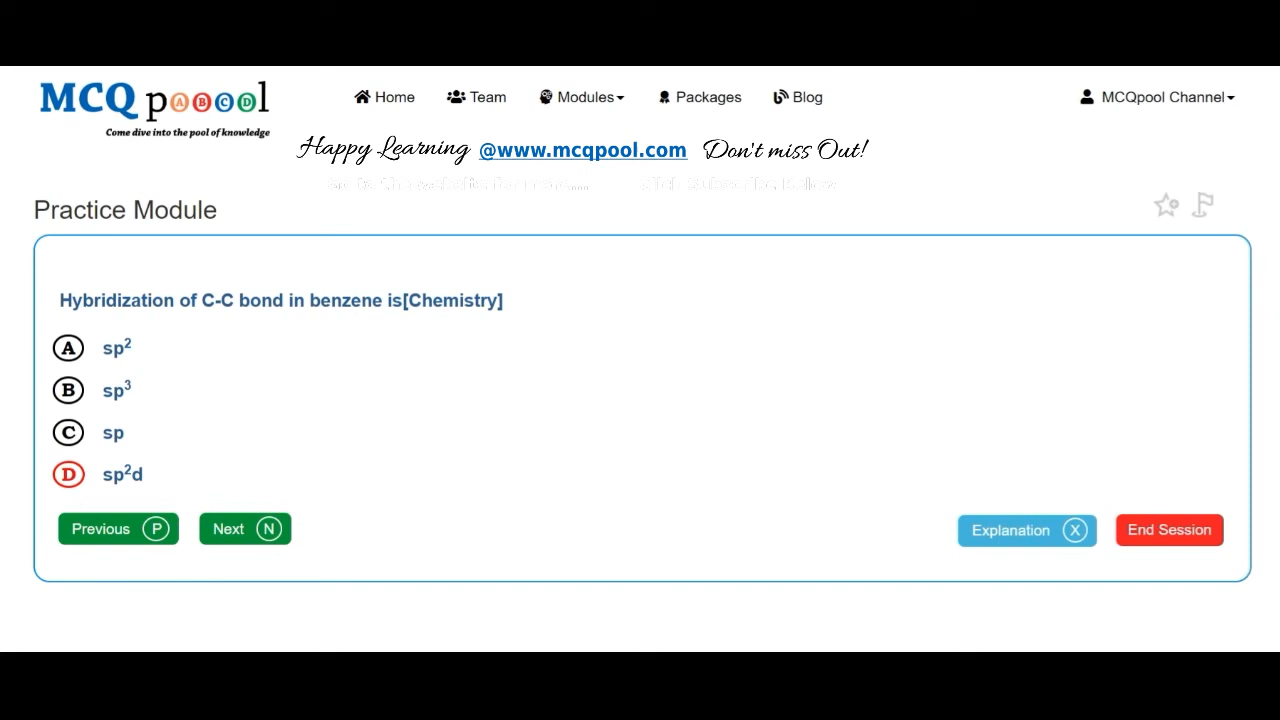 MCQ pooool
Come dive into the pool of knowledge
Home Team Modules Packages Blog MCQpool Channel
Happy Learning @www.mcqpool.com Don't miss Out!
Practice Module
Hybridization of C-C bond in benzene is[Chemistry]
A sp²
B sp³
C sp
D sp²d
Previous P Next N Explanation X End Session